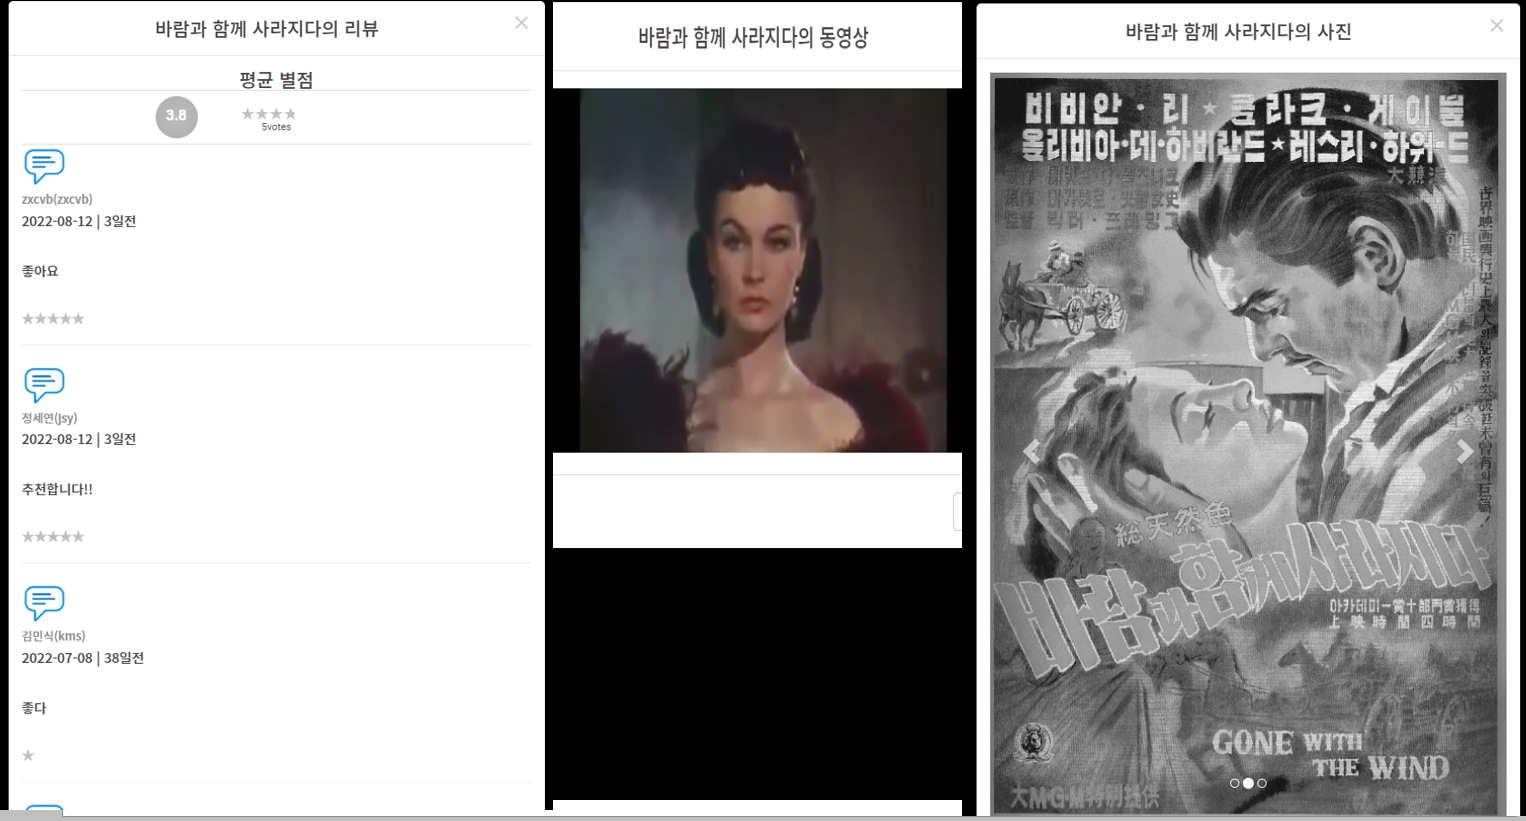 바람과 함께 사라지다의 리뷰
×
평균 별점
3.8
5votes
zxcvb(zxcvb)
2022-08-12 | 3일전
좋아요
정세연(Jsy)
2022-08-12 | 3일전
추천합니다!!
김민식(kms)
2022-07-08 | 38일전
좋다
바람과 함께 사라지다의 동영상
바람과 함께 사라지다의 사진
×
비비안·리★클라크·게이블
올리비아·데·하비란드★레스리·하워-드
総天然色
바람과함께사라지다
아카데미一賞十部門賞獲得
上映時間四時間
GONE WITH
THE WIND
大M·G·M特別提供